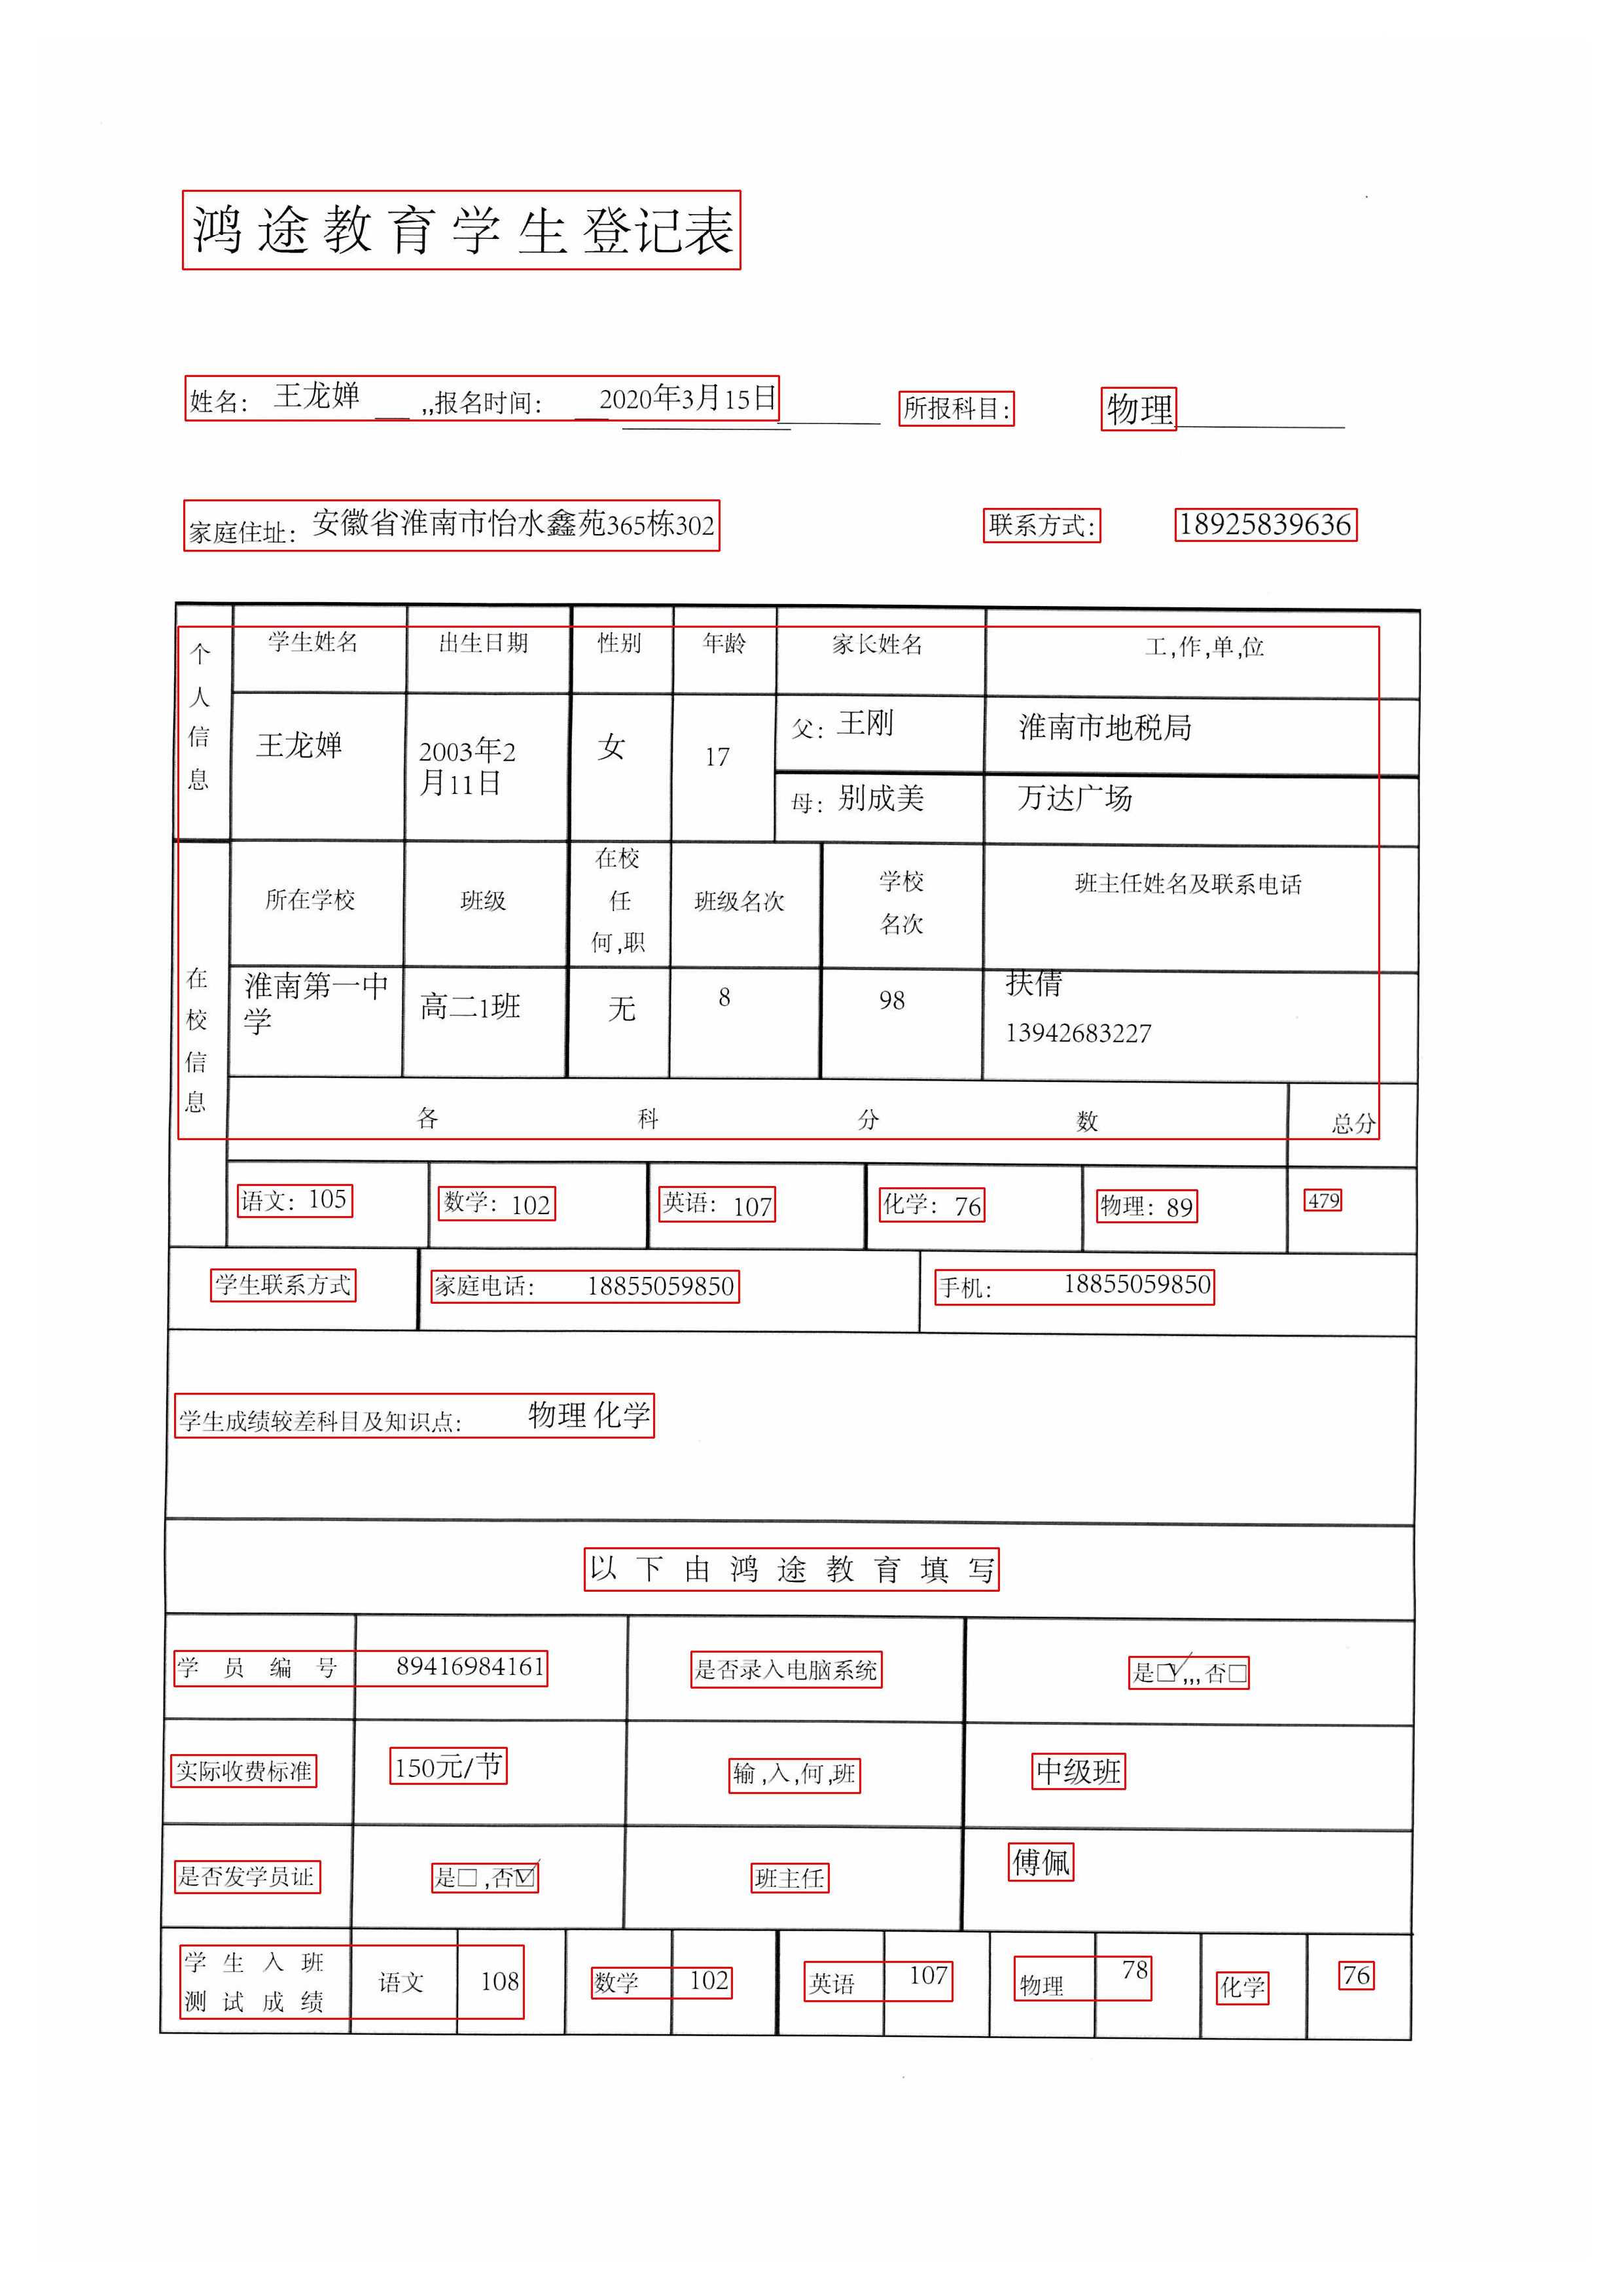 鸿途教育学生登记表
姓名： 王龙婵 ,,报名时间： 2020年3月15日 所报科目： 物理
家庭住址： 安徽省淮南市怡水鑫苑365栋302 联系方式： 18925839636
个人信息 学生姓名 出生日期 性别 年龄 家长姓名 工,作,单,位
王龙婵 2003年2月11日 女 17 父：王刚 淮南市地税局
母：别成美 万达广场
在校信息 所在学校 班级 在校任何,职 班级名次 学校名次 班主任姓名及联系电话
淮南第一中学 高二1班 无 8 98 扶倩
13942683227
各科分数 总分
语文：105 数学：102 英语：107 化学：76 物理：89 479
学生联系方式 家庭电话： 18855059850 手机： 18855059850
学生成绩较差科目及知识点： 物理 化学
以下由鸿途教育填写
学员编号 89416984161 是否录入电脑系统 是☑,,,否□
实际收费标准 150元/节 输,入,何,班 中级班
是否发学员证 是□,否☑ 班主任 傅佩
学生入班测试成绩 语文 108 数学 102 英语 107 物理 78 化学 76